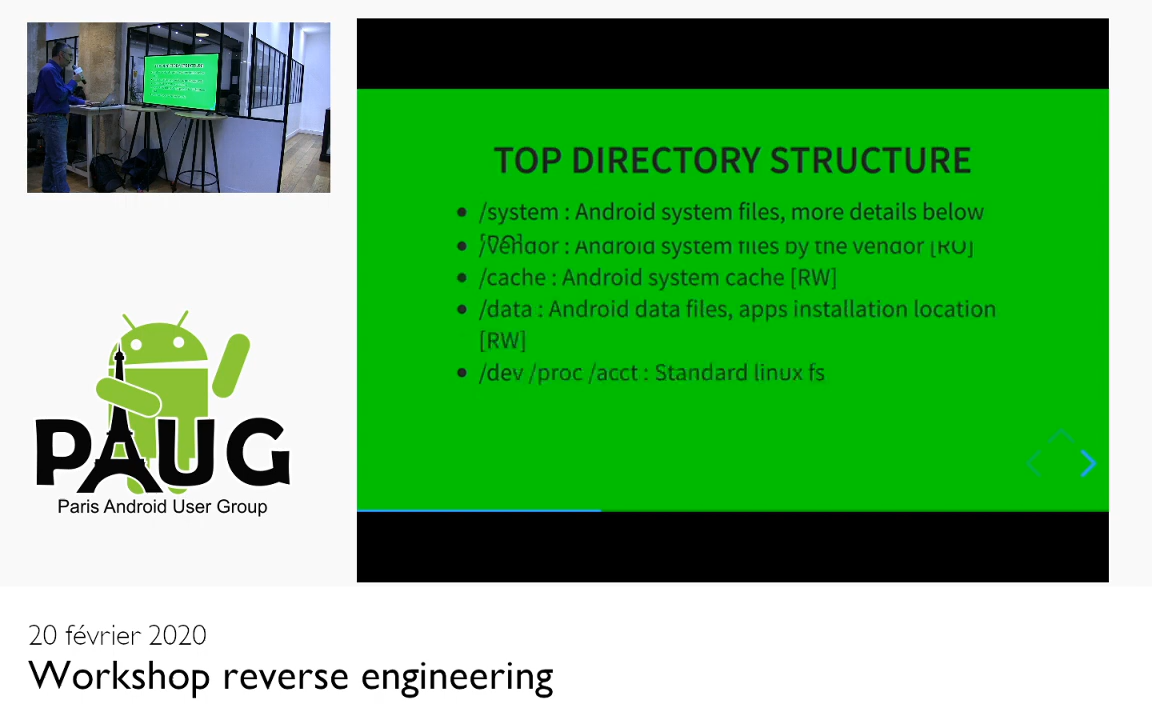 TOP DIRECTORY STRUCTURE
/system : Android system files, more details below
[RO]
/vendor : Android system files by the vendor [RO]
/cache : Android system cache [RW]
/data : Android data files, apps installation location
[RW]
/dev /proc /acct : Standard linux fs
PAUG
Paris Android User Group
20 février 2020
Workshop reverse engineering